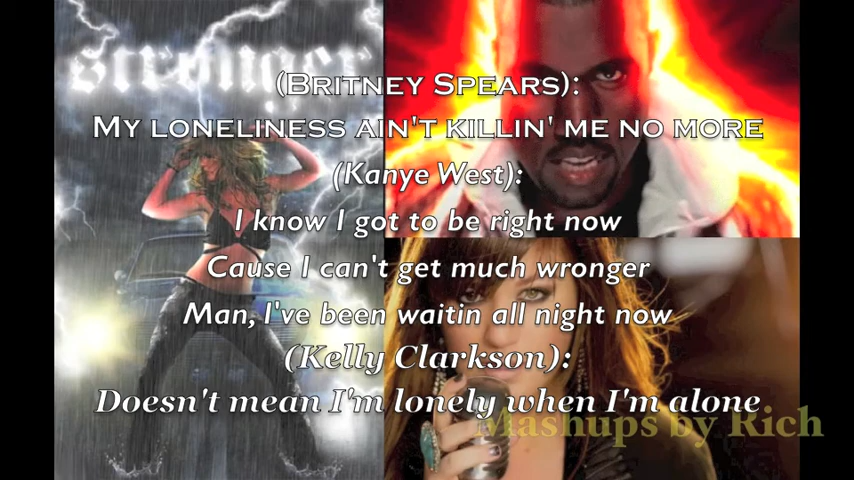 stronger
(Britney Spears):
My loneliness ain't killin' me no more
(Kanye West):
I know I got to be right now
Cause I can't get much wronger
Man, I've been waitin all night now
(Kelly Clarkson):
Doesn't mean I'm lonely when I'm alone
Mashups by Rich